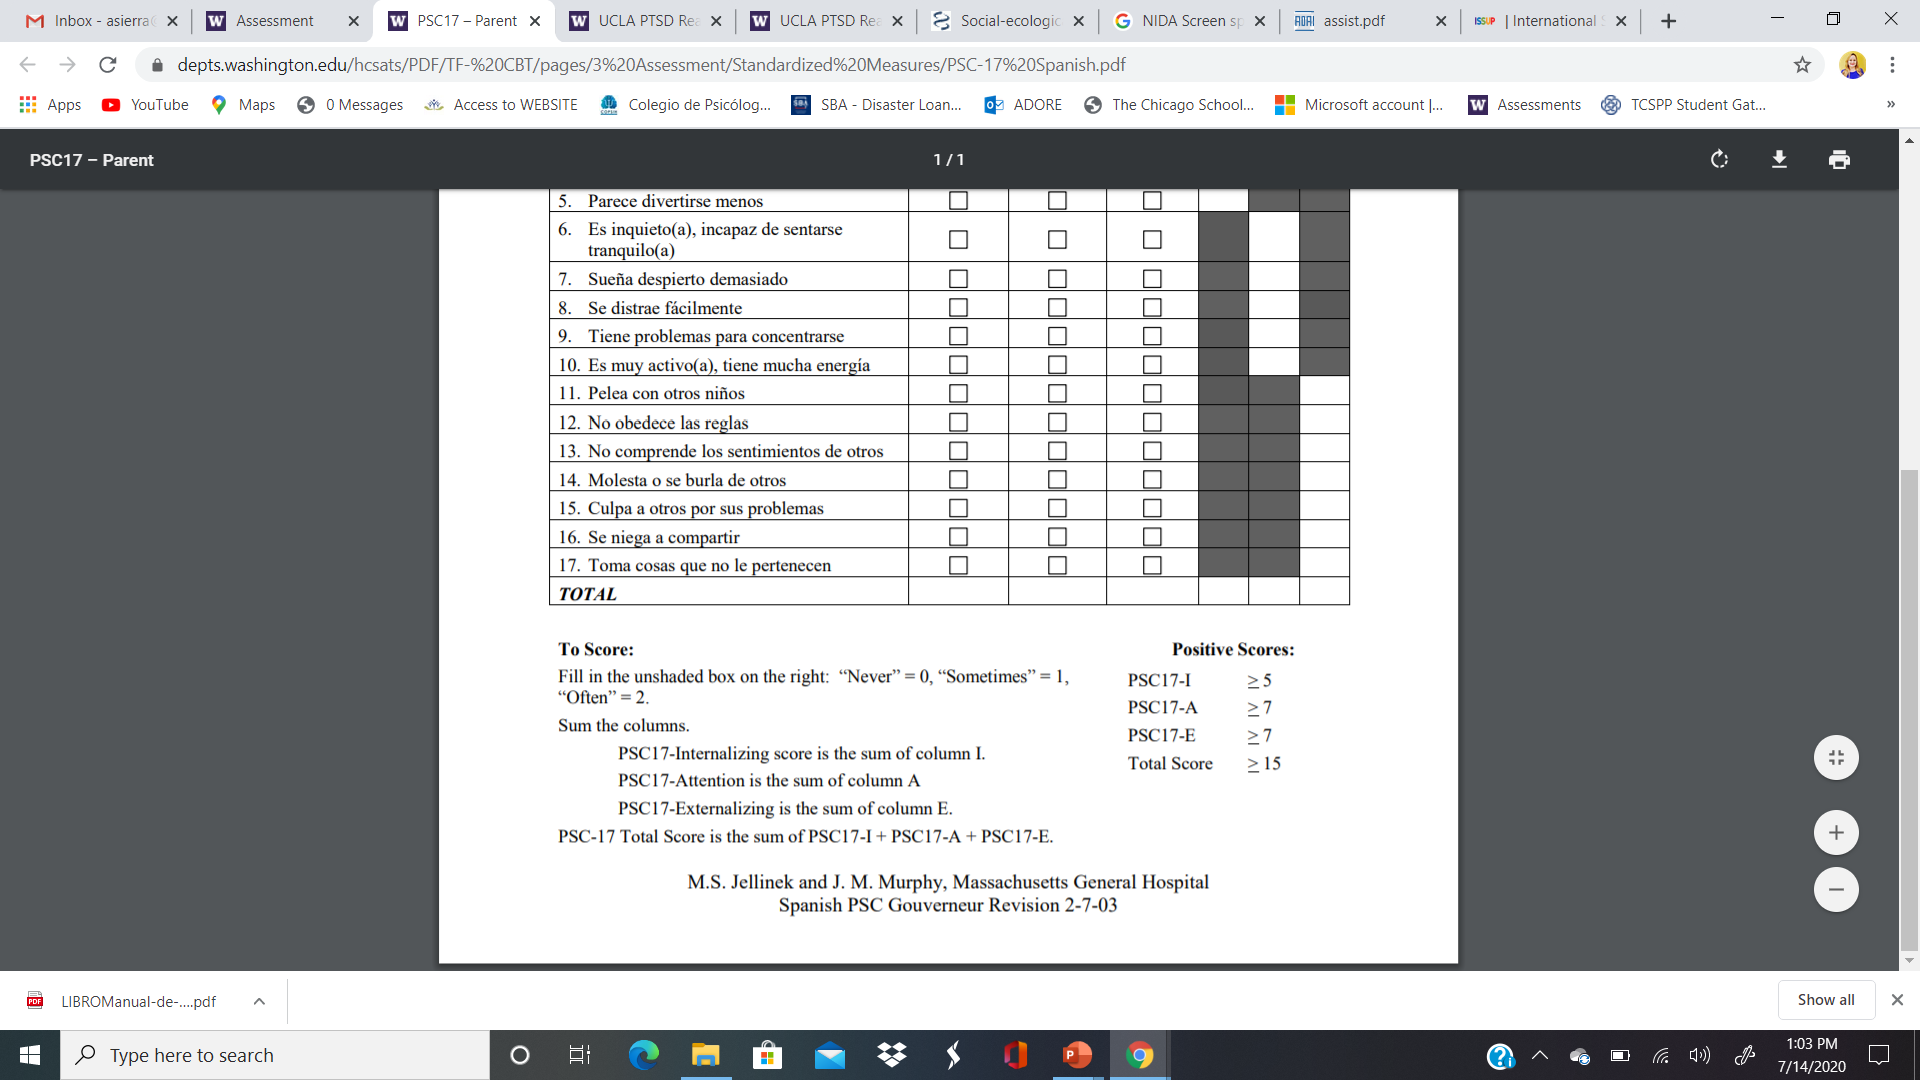 Inbox - asierra
Assessment
PSC17 – Parent
UCLA PTSD Rea
UCLA PTSD Rea
Social-ecologic
NIDA Screen sp
assist.pdf
ISSUP | International S
depts.washington.edu/hcsats/PDF/TF-%20CBT/pages/3%20Assessment/Standardized%20Measures/PSC-17%20Spanish.pdf
Apps
YouTube
Maps
0 Messages
Access to WEBSITE
Colegio de Psicólog...
SBA - Disaster Loan...
ADORE
The Chicago School...
Microsoft account |...
Assessments
TCSPP Student Gat...
»
PSC17 – Parent
1 / 1
5. Parece divertirse menos
6. Es inquieto(a), incapaz de sentarse
tranquilo(a)
7. Sueña despierto demasiado
8. Se distrae fácilmente
9. Tiene problemas para concentrarse
10. Es muy activo(a), tiene mucha energía
11. Pelea con otros niños
12. No obedece las reglas
13. No comprende los sentimientos de otros
14. Molesta o se burla de otros
15. Culpa a otros por sus problemas
16. Se niega a compartir
17. Toma cosas que no le pertenecen
TOTAL
To Score:
Fill in the unshaded box on the right: “Never” = 0, “Sometimes” = 1,
“Often” = 2.
Sum the columns.
PSC17-Internalizing score is the sum of column I.
PSC17-Attention is the sum of column A
PSC17-Externalizing is the sum of column E.
PSC-17 Total Score is the sum of PSC17-I + PSC17-A + PSC17-E.
Positive Scores:
PSC17-I ≥ 5
PSC17-A ≥ 7
PSC17-E ≥ 7
Total Score ≥ 15
M.S. Jellinek and J. M. Murphy, Massachusetts General Hospital
Spanish PSC Gouverneur Revision 2-7-03
LIBROManual-de-....pdf
Show all
Type here to search
1:03 PM
7/14/2020